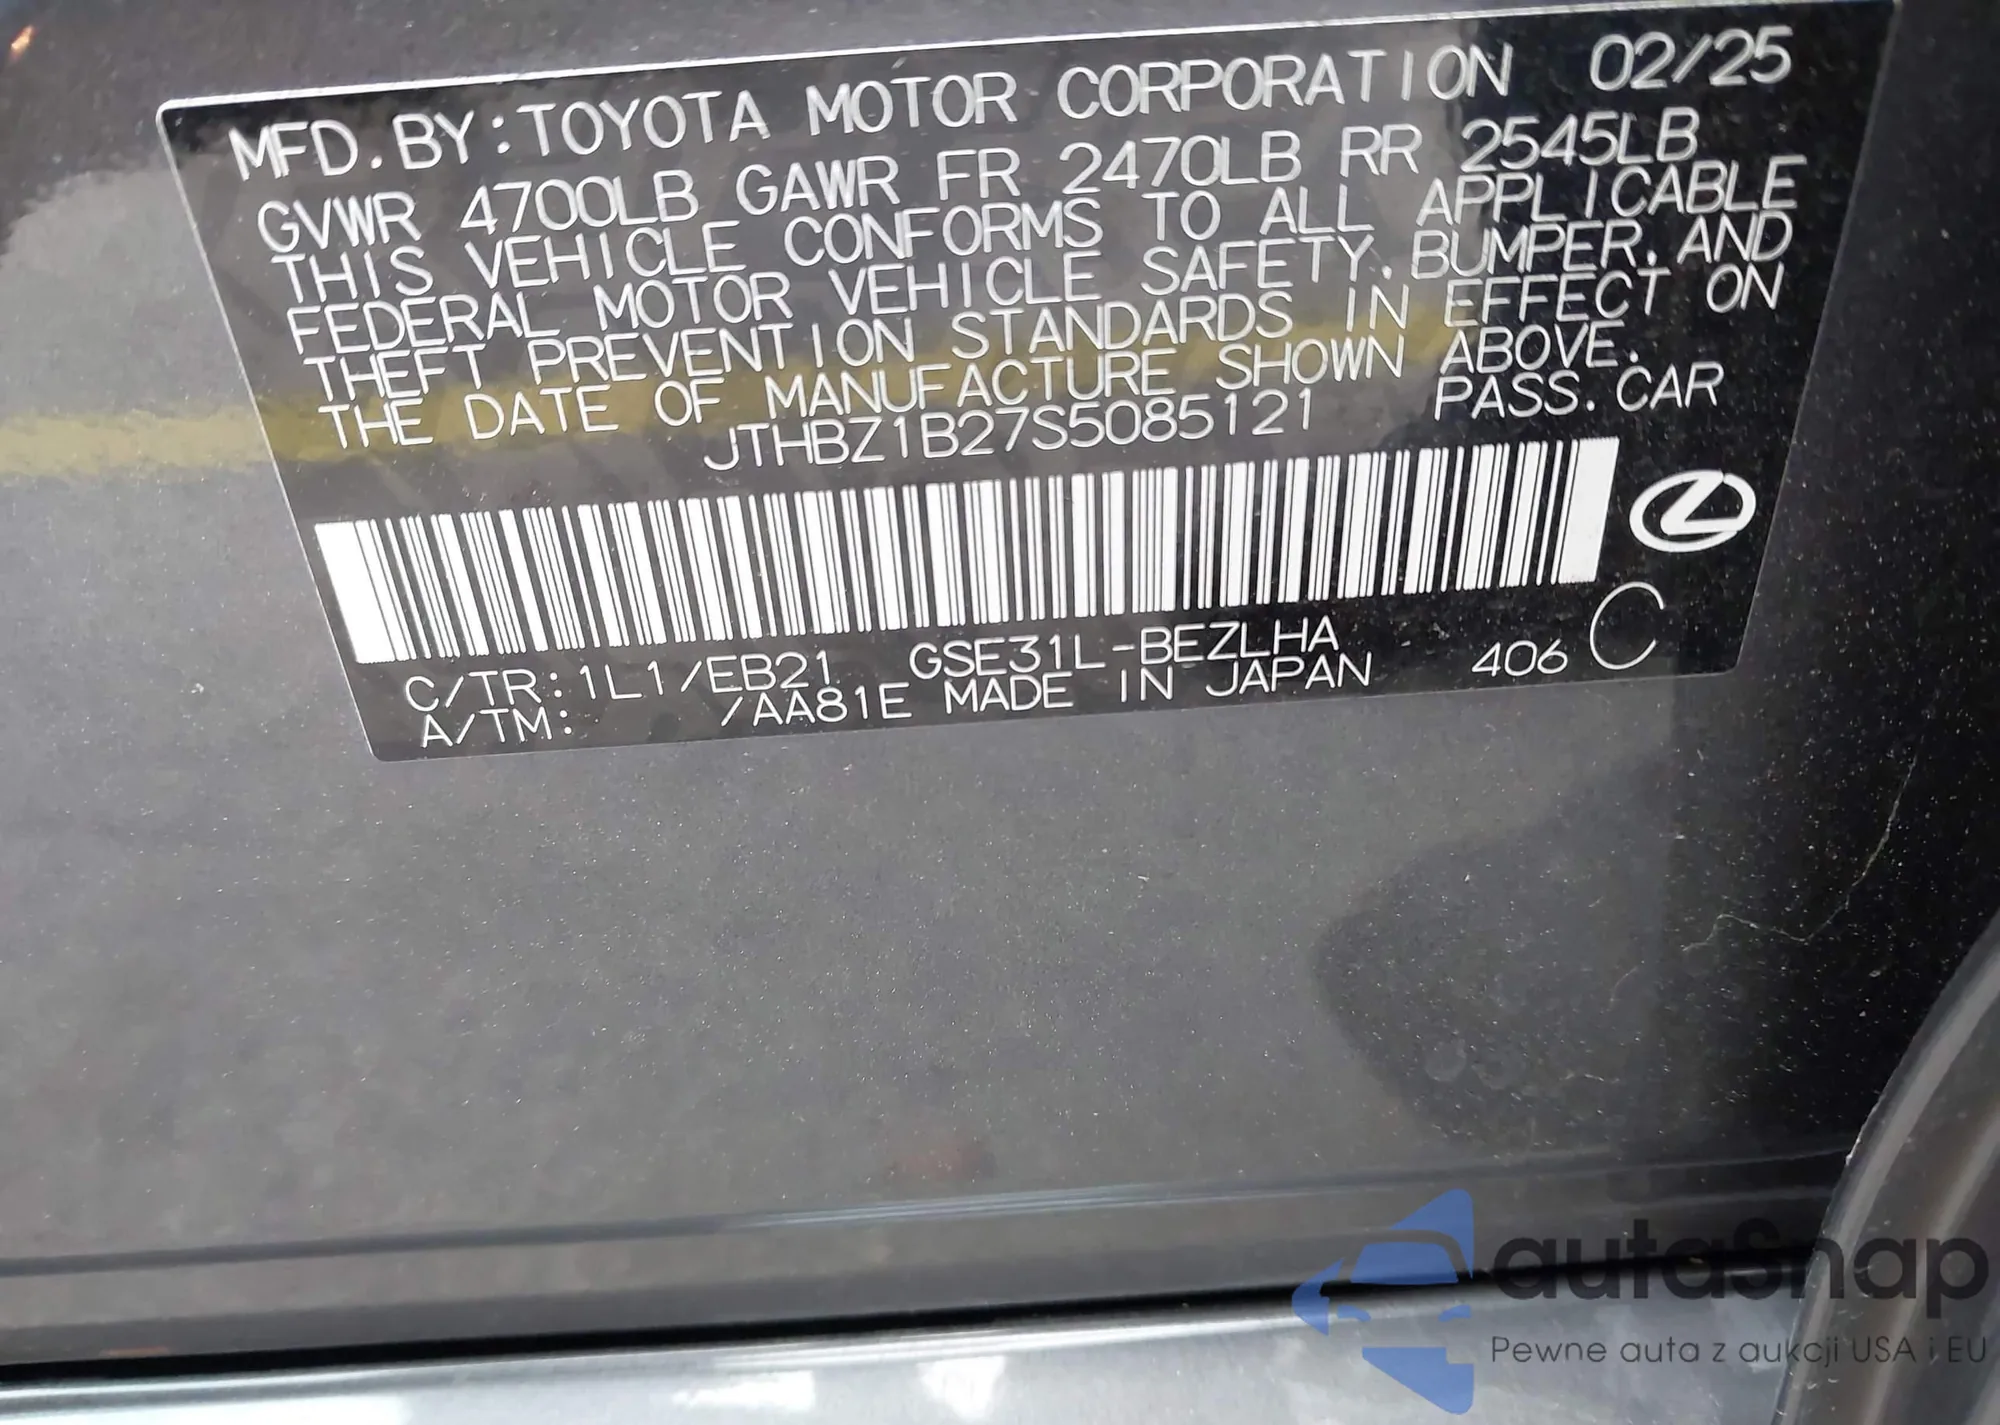 MFD.BY:TOYOTA MOTOR CORPORATION 02/25
GVWR 4700LB GAWR FR 2470LB RR 2545LB
THIS VEHICLE CONFORMS TO ALL APPLICABLE
FEDERAL MOTOR VEHICLE SAFETY,BUMPER,AND
THEFT PREVENTION STANDARDS IN EFFECT ON
THE DATE OF MANUFACTURE SHOWN ABOVE.
JTHBZ1B27S5085121 PASS.CAR
C/TR:1L1/EB21 GSE31L-BEZLHA 406 C
A/TM: /AA81E MADE IN JAPAN
autasnap
Pewne auta z aukcji USA i EU